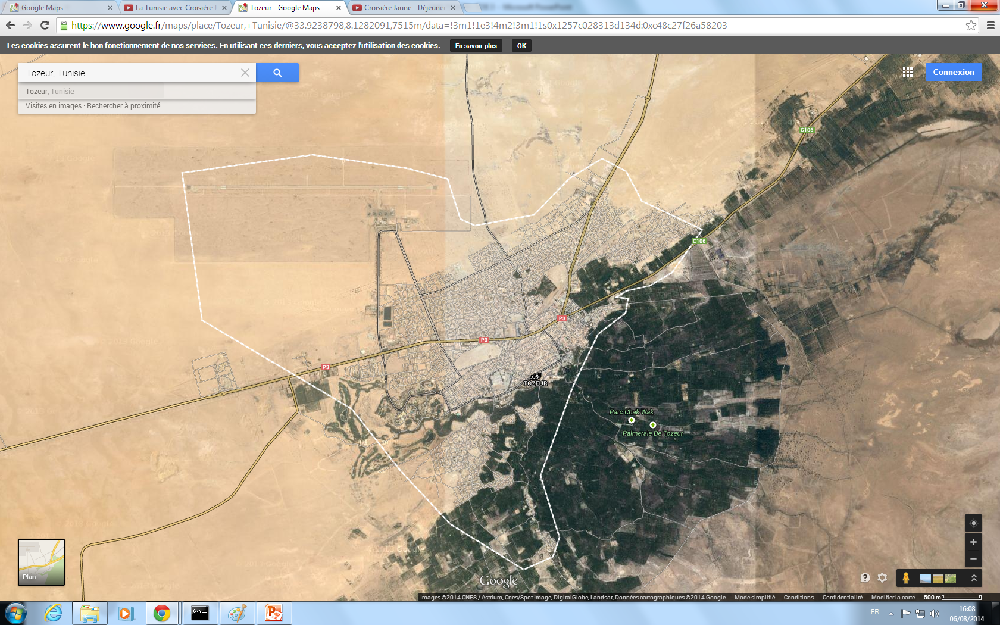 Google Maps
La Tunisie avec Croisière J
Tozeur - Google Maps
Croisière Jaune - Déjeuner
Microsoft PowerPoint
https://www.google.fr/maps/place/Tozeur,+Tunisie/@33.9238798,8.1282091,7515m/data=!3m1!1e3!4m2!3m1!1s0x1257c028313d134d:0xc48c27f26a58203
Les cookies assurent le bon fonctionnement de nos services. En utilisant ces derniers, vous acceptez l'utilisation des cookies.
En savoir plus
OK
Tozeur, Tunisie
Connexion
Tozeur, Tunisie
Visites en images · Rechercher à proximité
C106
C106
P3
P3
P3
توزر
TOZEUR
Parc Chak Wak
Palmeraie De Tozeur
Plan
Google
Images ©2014 CNES / Astrium, Cnes/Spot Image, DigitalGlobe, Landsat, Données cartographiques ©2014 Google
Mode simplifié
Conditions
Confidentialité
Modifier la carte
500 m
FR
16:08
06/08/2014